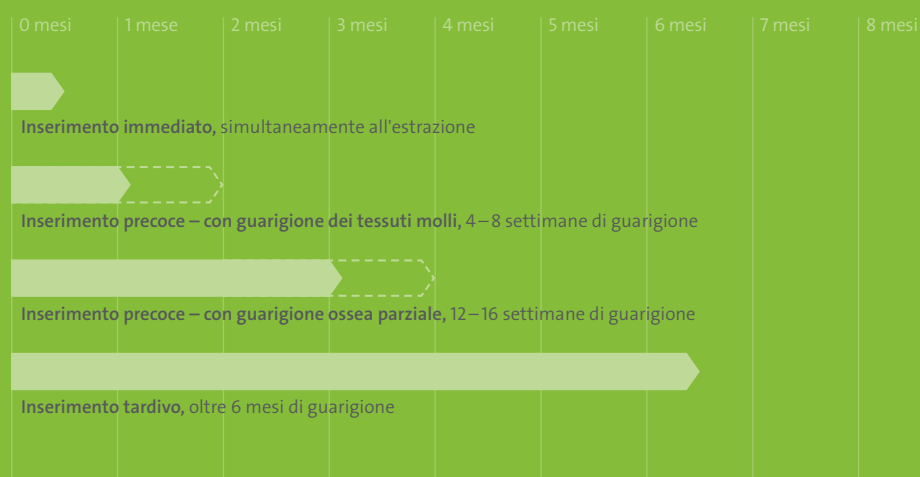 0 mesi 1 mese 2 mesi 3 mesi 4 mesi 5 mesi 6 mesi 7 mesi 8 mesi
Inserimento immediato, simultaneamente all'estrazione
Inserimento precoce – con guarigione dei tessuti molli, 4–8 settimane di guarigione
Inserimento precoce – con guarigione ossea parziale, 12–16 settimane di guarigione
Inserimento tardivo, oltre 6 mesi di guarigione